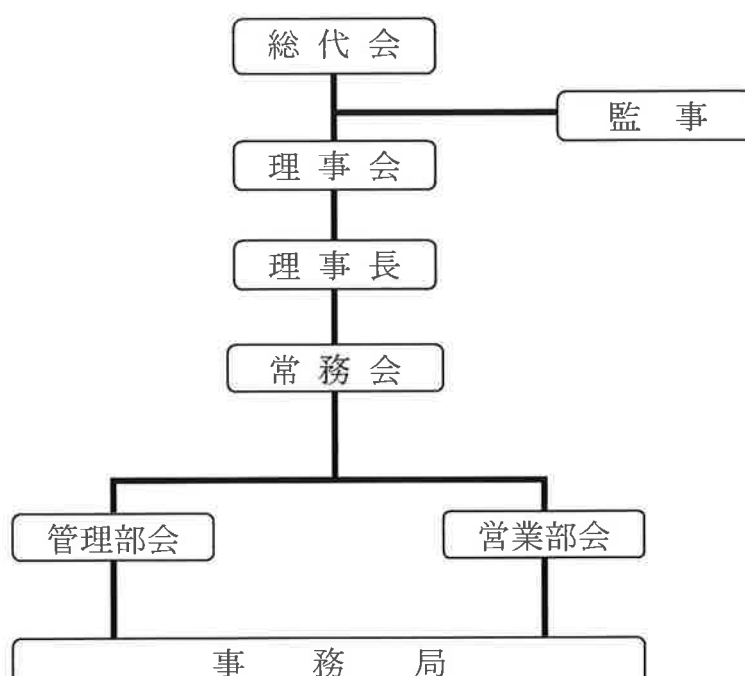 総代会
監事
理事会
理事長
常務会
管理部会
営業部会
事務局